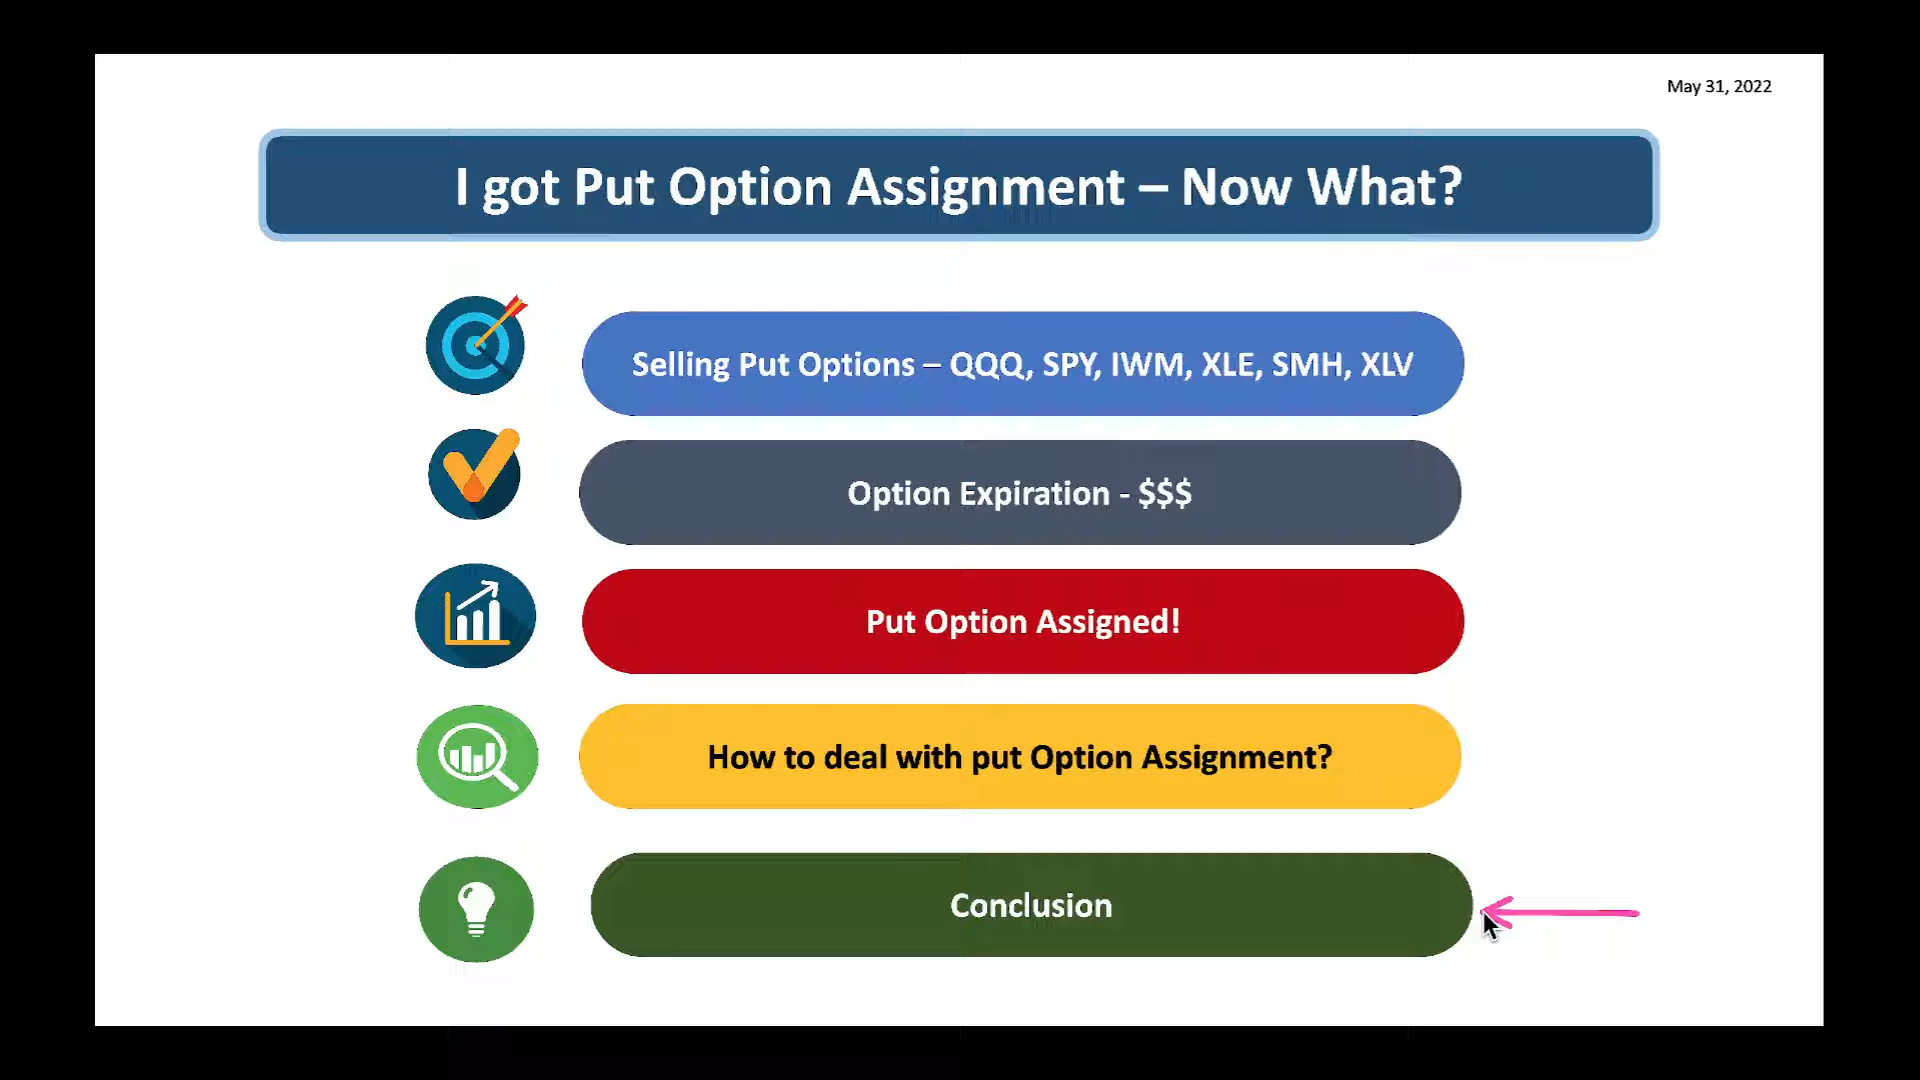 May 31, 2022
I got Put Option Assignment – Now What?
Selling Put Options – QQQ, SPY, IWM, XLE, SMH, XLV
Option Expiration - $$$
Put Option Assigned!
How to deal with put Option Assignment?
Conclusion